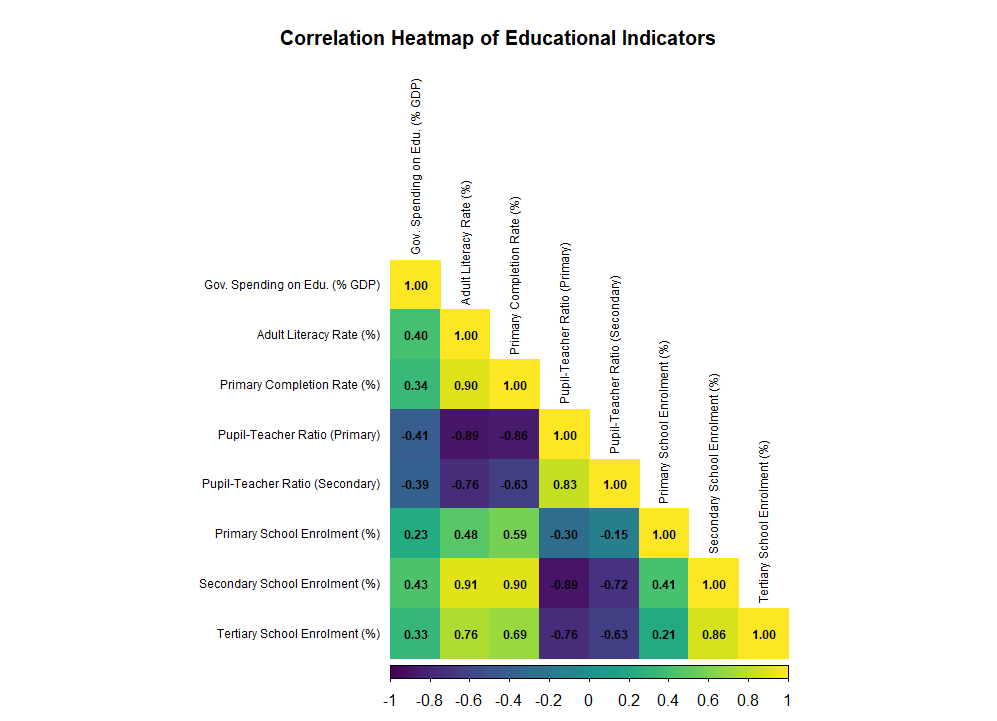 Correlation Heatmap of Educational Indicators
Gov. Spending on Edu. (% GDP)
Adult Literacy Rate (%)
Primary Completion Rate (%)
Pupil-Teacher Ratio (Primary)
Pupil-Teacher Ratio (Secondary)
Primary School Enrolment (%)
Secondary School Enrolment (%)
Tertiary School Enrolment (%)
Gov. Spending on Edu. (% GDP) 1.00
Adult Literacy Rate (%) 0.40 1.00
Primary Completion Rate (%) 0.34 0.90 1.00
Pupil-Teacher Ratio (Primary) -0.41 -0.89 -0.86 1.00
Pupil-Teacher Ratio (Secondary) -0.39 -0.76 -0.63 0.83 1.00
Primary School Enrolment (%) 0.23 0.48 0.59 -0.30 -0.15 1.00
Secondary School Enrolment (%) 0.43 0.91 0.90 -0.89 -0.72 0.41 1.00
Tertiary School Enrolment (%) 0.33 0.76 0.69 -0.76 -0.63 0.21 0.86 1.00
-1 -0.8 -0.6 -0.4 -0.2 0 0.2 0.4 0.6 0.8 1